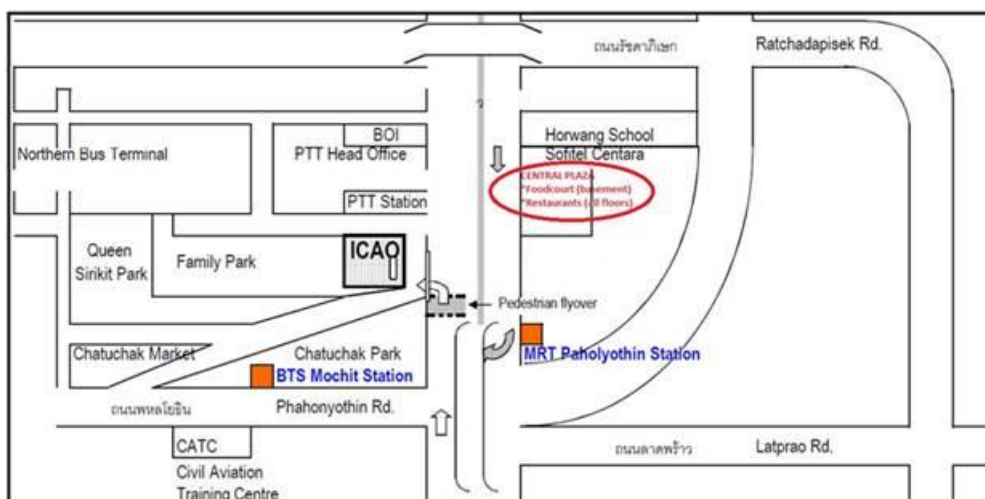 ถนนรัชดาภิเษก
Ratchadapisek Rd.
BOI
Horwang School
Northern Bus Terminal
PTT Head Office
Sofitel Centara
CENTRAL PLAZA
*Foodcourt (basement)
*Restaurants (all floors)
PTT Station
ICAO
Queen
Sirikit Park
Family Park
Pedestrian flyover
Chatuchak Market
Chatuchak Park
MRT Paholyothin Station
BTS Mochit Station
ถนนพหลโยธิน
Phahonyothin Rd.
CATC
Civil Aviation
Training Centre
ถนนลาดพร้าว
Latprao Rd.